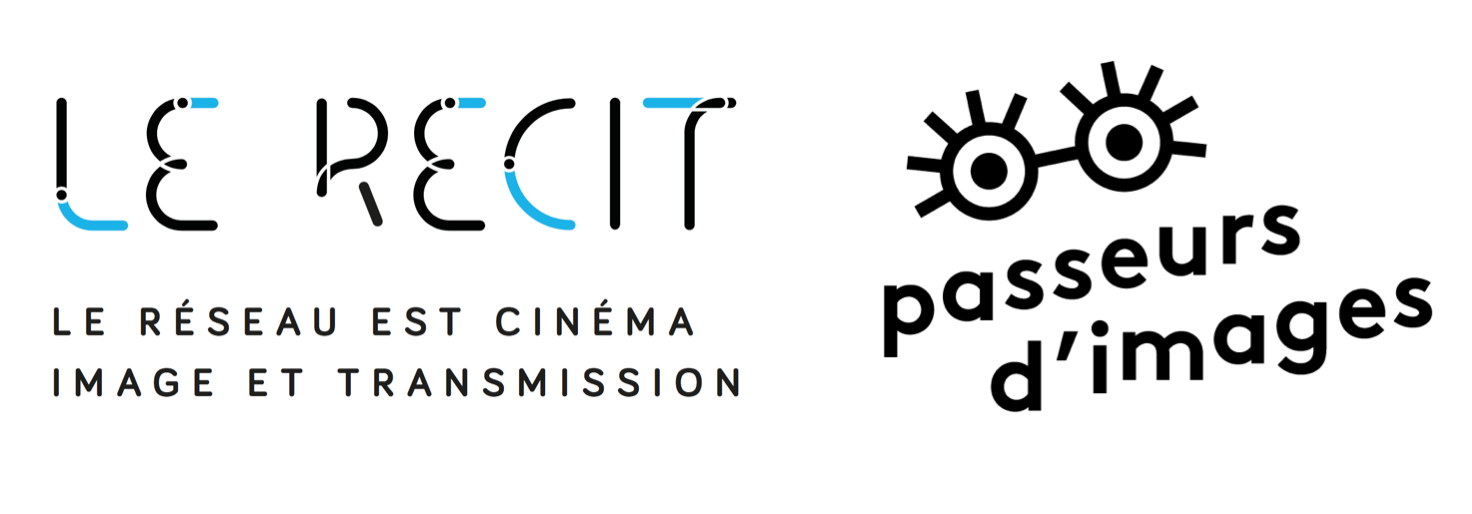 LE RECIT
LE RÉSEAU EST CINÉMA
IMAGE ET TRANSMISSION
passeurs
d'images